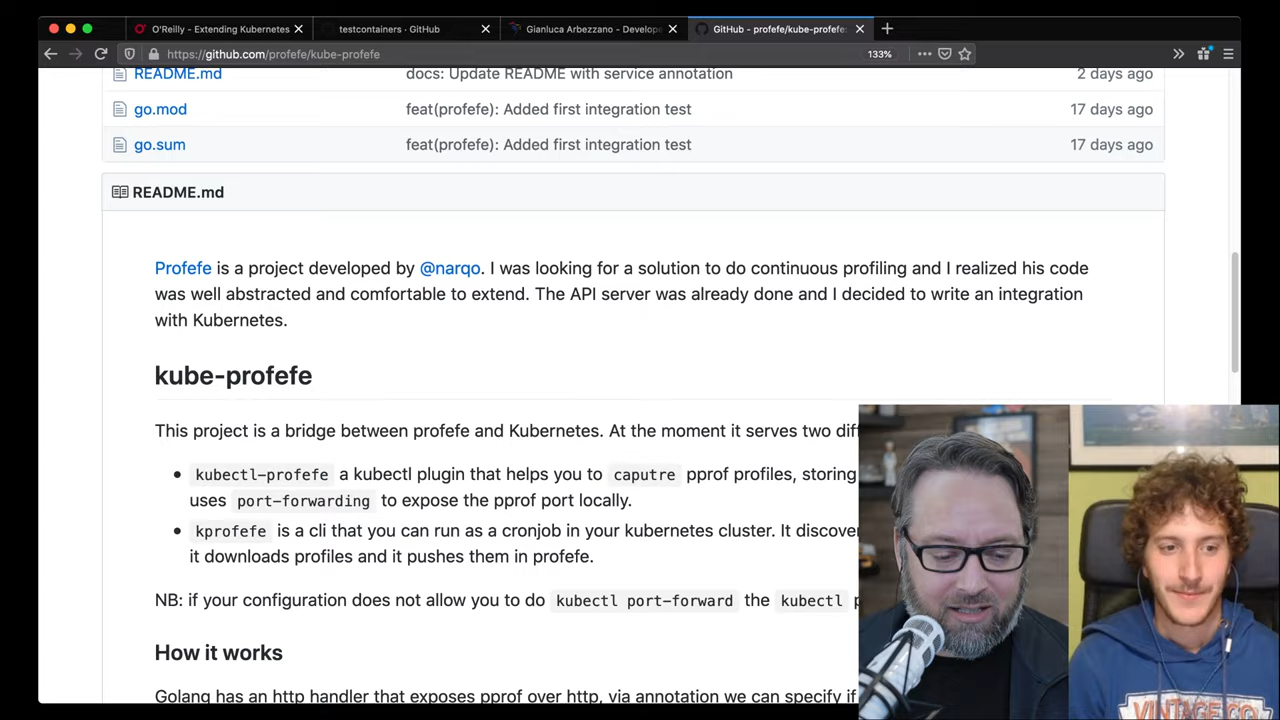 O'Reilly - Extending Kubernetes
testcontainers · GitHub
Gianluca Arbezzano - Develope
GitHub - profefe/kube-profefe:
https://github.com/profefe/kube-profefe
133%
README.md docs: Update README with service annotation 2 days ago
go.mod feat(profefe): Added first integration test 17 days ago
go.sum feat(profefe): Added first integration test 17 days ago
README.md
Profefe is a project developed by @narqo. I was looking for a solution to do continuous profiling and I realized his code
was well abstracted and comfortable to extend. The API server was already done and I decided to write an integration
with Kubernetes.
kube-profefe
This project is a bridge between profefe and Kubernetes. At the moment it serves two diff
kubectl-profefe a kubectl plugin that helps you to caputre pprof profiles, storing
uses port-forwarding to expose the pprof port locally.
kprofefe is a cli that you can run as a cronjob in your kubernetes cluster. It discover
it downloads profiles and it pushes them in profefe.
NB: if your configuration does not allow you to do kubectl port-forward the kubectl p
How it works
Golang has an http handler that exposes pprof over http, via annotation we can specify if
VINTAGE CO.